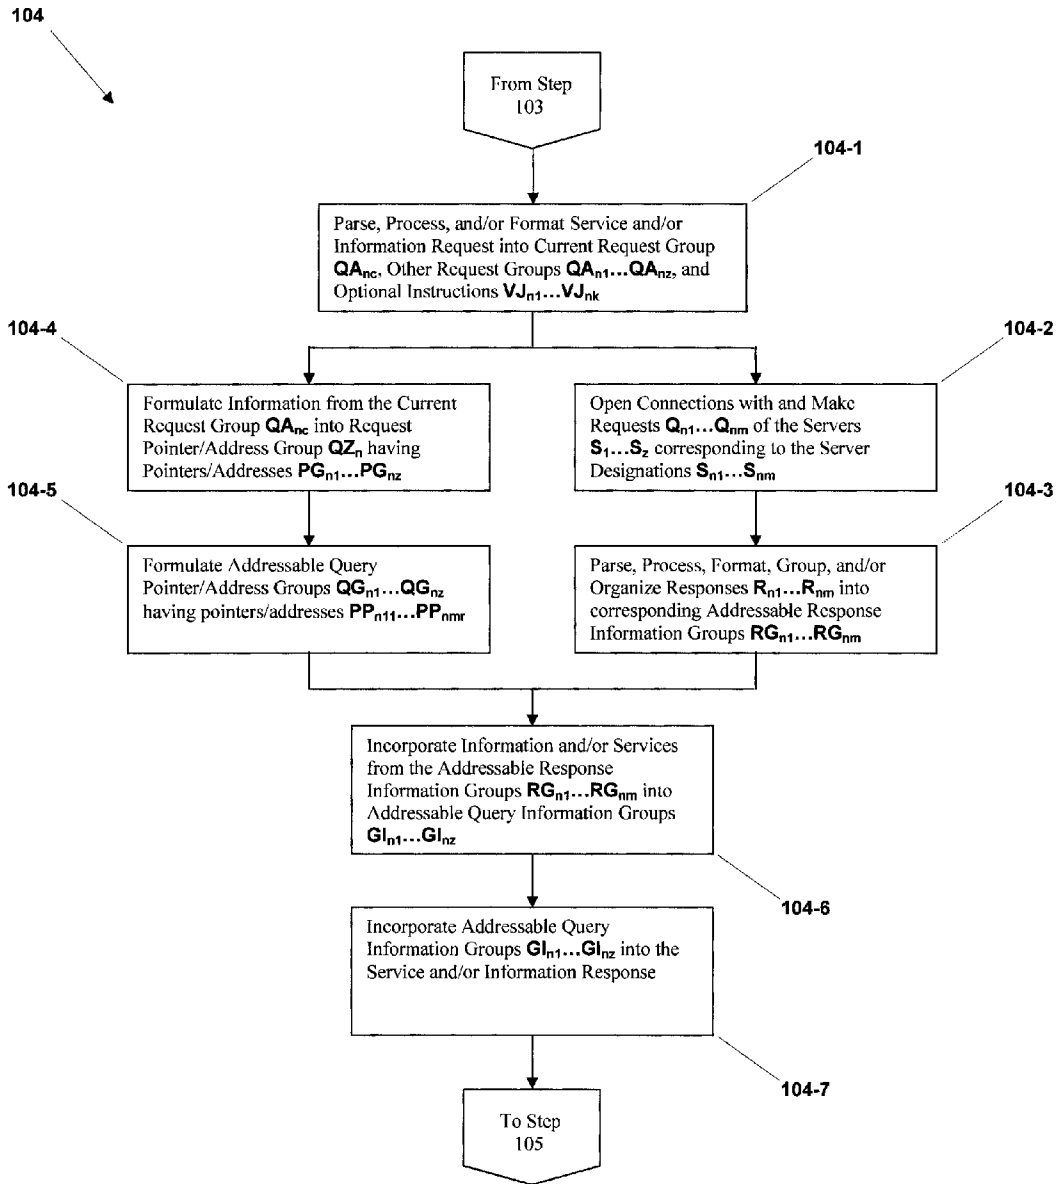 104
From Step
103
104-1
Parse, Process, and/or Format Service and/or
Information Request into Current Request Group
QAnc, Other Request Groups QAn1...QAnz, and
Optional Instructions VJn1...VJnk
104-4
Formulate Information from the Current
Request Group QAnc into Request
Pointer/Address Group QZn having
Pointers/Addresses PGn1...PGnz
104-2
Open Connections with and Make
Requests Qn1...Qnm of the Servers
S1...Sz corresponding to the Server
Designations Sn1...Snm
104-5
Formulate Addressable Query
Pointer/Address Groups QGn1...QGnz
having pointers/addresses PPn11...PPnmr
104-3
Parse, Process, Format, Group, and/or
Organize Responses Rn1...Rnm into
corresponding Addressable Response
Information Groups RGn1...RGnm
Incorporate Information and/or Services
from the Addressable Response
Information Groups RGn1...RGnm into
Addressable Query Information Groups
GIn1...GInz
104-6
Incorporate Addressable Query
Information Groups GIn1...GInz into the
Service and/or Information Response
104-7
To Step
105